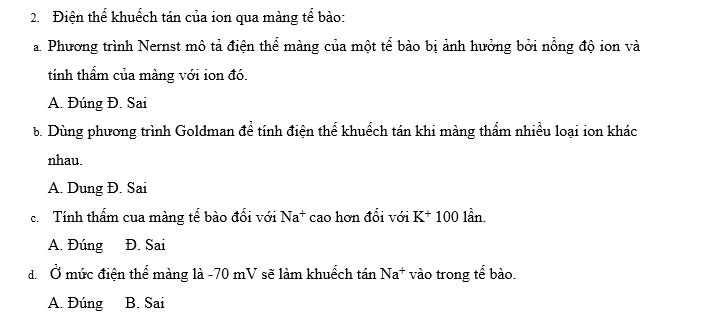 2. Điện thế khuếch tán của ion qua màng tế bào:
a. Phương trình Nernst mô tả điện thế màng của một tế bào bị ảnh hưởng bởi nồng độ ion và
tính thấm của màng với ion đó.
A. Đúng Đ. Sai
b. Dùng phương trình Goldman để tính điện thế khuếch tán khi màng thấm nhiều loại ion khác
nhau.
A. Dung Đ. Sai
c. Tính thấm cua màng tế bào đối với Na⁺ cao hơn đối với K⁺ 100 lần.
A. Đúng Đ. Sai
d. Ở mức điện thế màng là -70 mV sẽ làm khuếch tán Na⁺ vào trong tế bào.
A. Đúng B. Sai